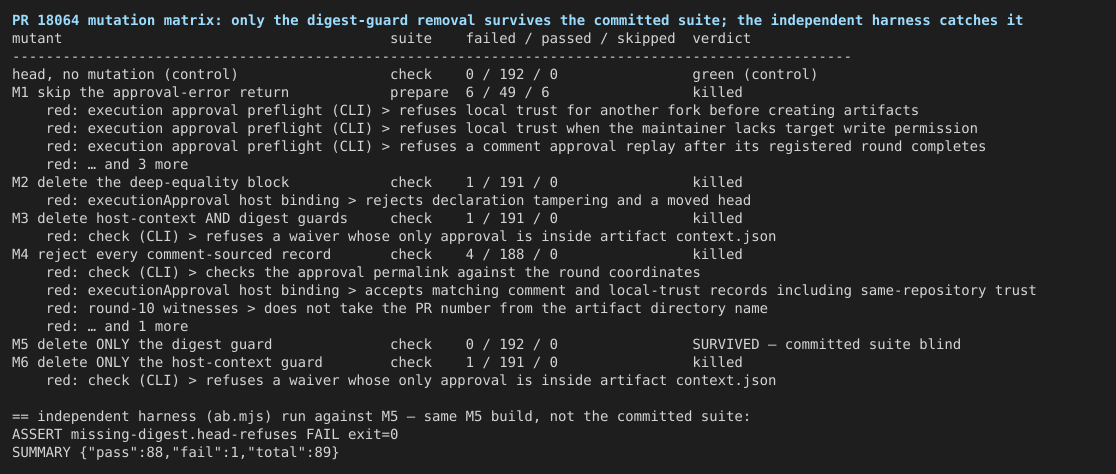 PR 18064 mutation matrix: only the digest-guard removal survives the committed suite; the independent harness catches it
mutant suite failed / passed / skipped verdict
----------------------------------------------------------------------------------------------------
head, no mutation (control) check 0 / 192 / 0 green (control)
M1 skip the approval-error return prepare 6 / 49 / 6 killed
red: execution approval preflight (CLI) > refuses local trust for another fork before creating artifacts
red: execution approval preflight (CLI) > refuses local trust when the maintainer lacks target write permission
red: execution approval preflight (CLI) > refuses a comment approval replay after its registered round completes
red: … and 3 more
M2 delete the deep-equality block check 1 / 191 / 0 killed
red: executionApproval host binding > rejects declaration tampering and a moved head
M3 delete host-context AND digest guards check 1 / 191 / 0 killed
red: check (CLI) > refuses a waiver whose only approval is inside artifact context.json
M4 reject every comment-sourced record check 4 / 188 / 0 killed
red: check (CLI) > checks the approval permalink against the round coordinates
red: executionApproval host binding > accepts matching comment and local-trust records including same-repository trust
red: round-10 witnesses > does not take the PR number from the artifact directory name
red: … and 1 more
M5 delete ONLY the digest guard check 0 / 192 / 0 SURVIVED — committed suite blind
M6 delete ONLY the host-context guard check 1 / 191 / 0 killed
red: check (CLI) > refuses a waiver whose only approval is inside artifact context.json
== independent harness (ab.mjs) run against M5 — same M5 build, not the committed suite:
ASSERT missing-digest.head-refuses FAIL exit=0
SUMMARY {"pass":88,"fail":1,"total":89}